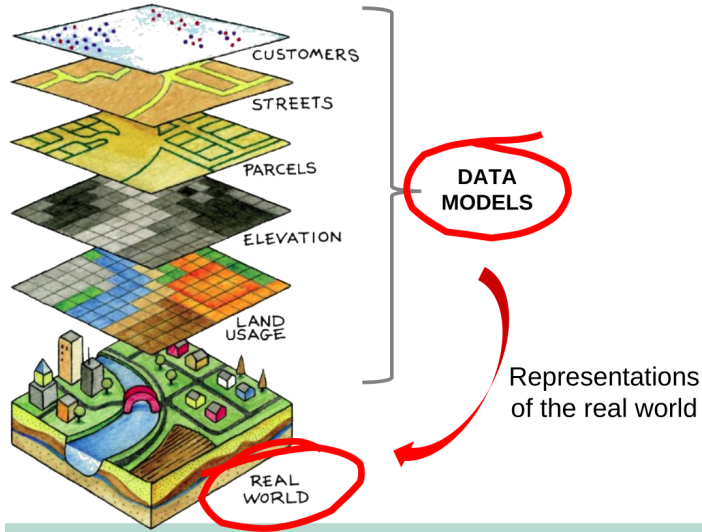 CUSTOMERS
STREETS
PARCELS
ELEVATION
LAND
USAGE
DATA
MODELS
Representations
of the real world
REAL
WORLD